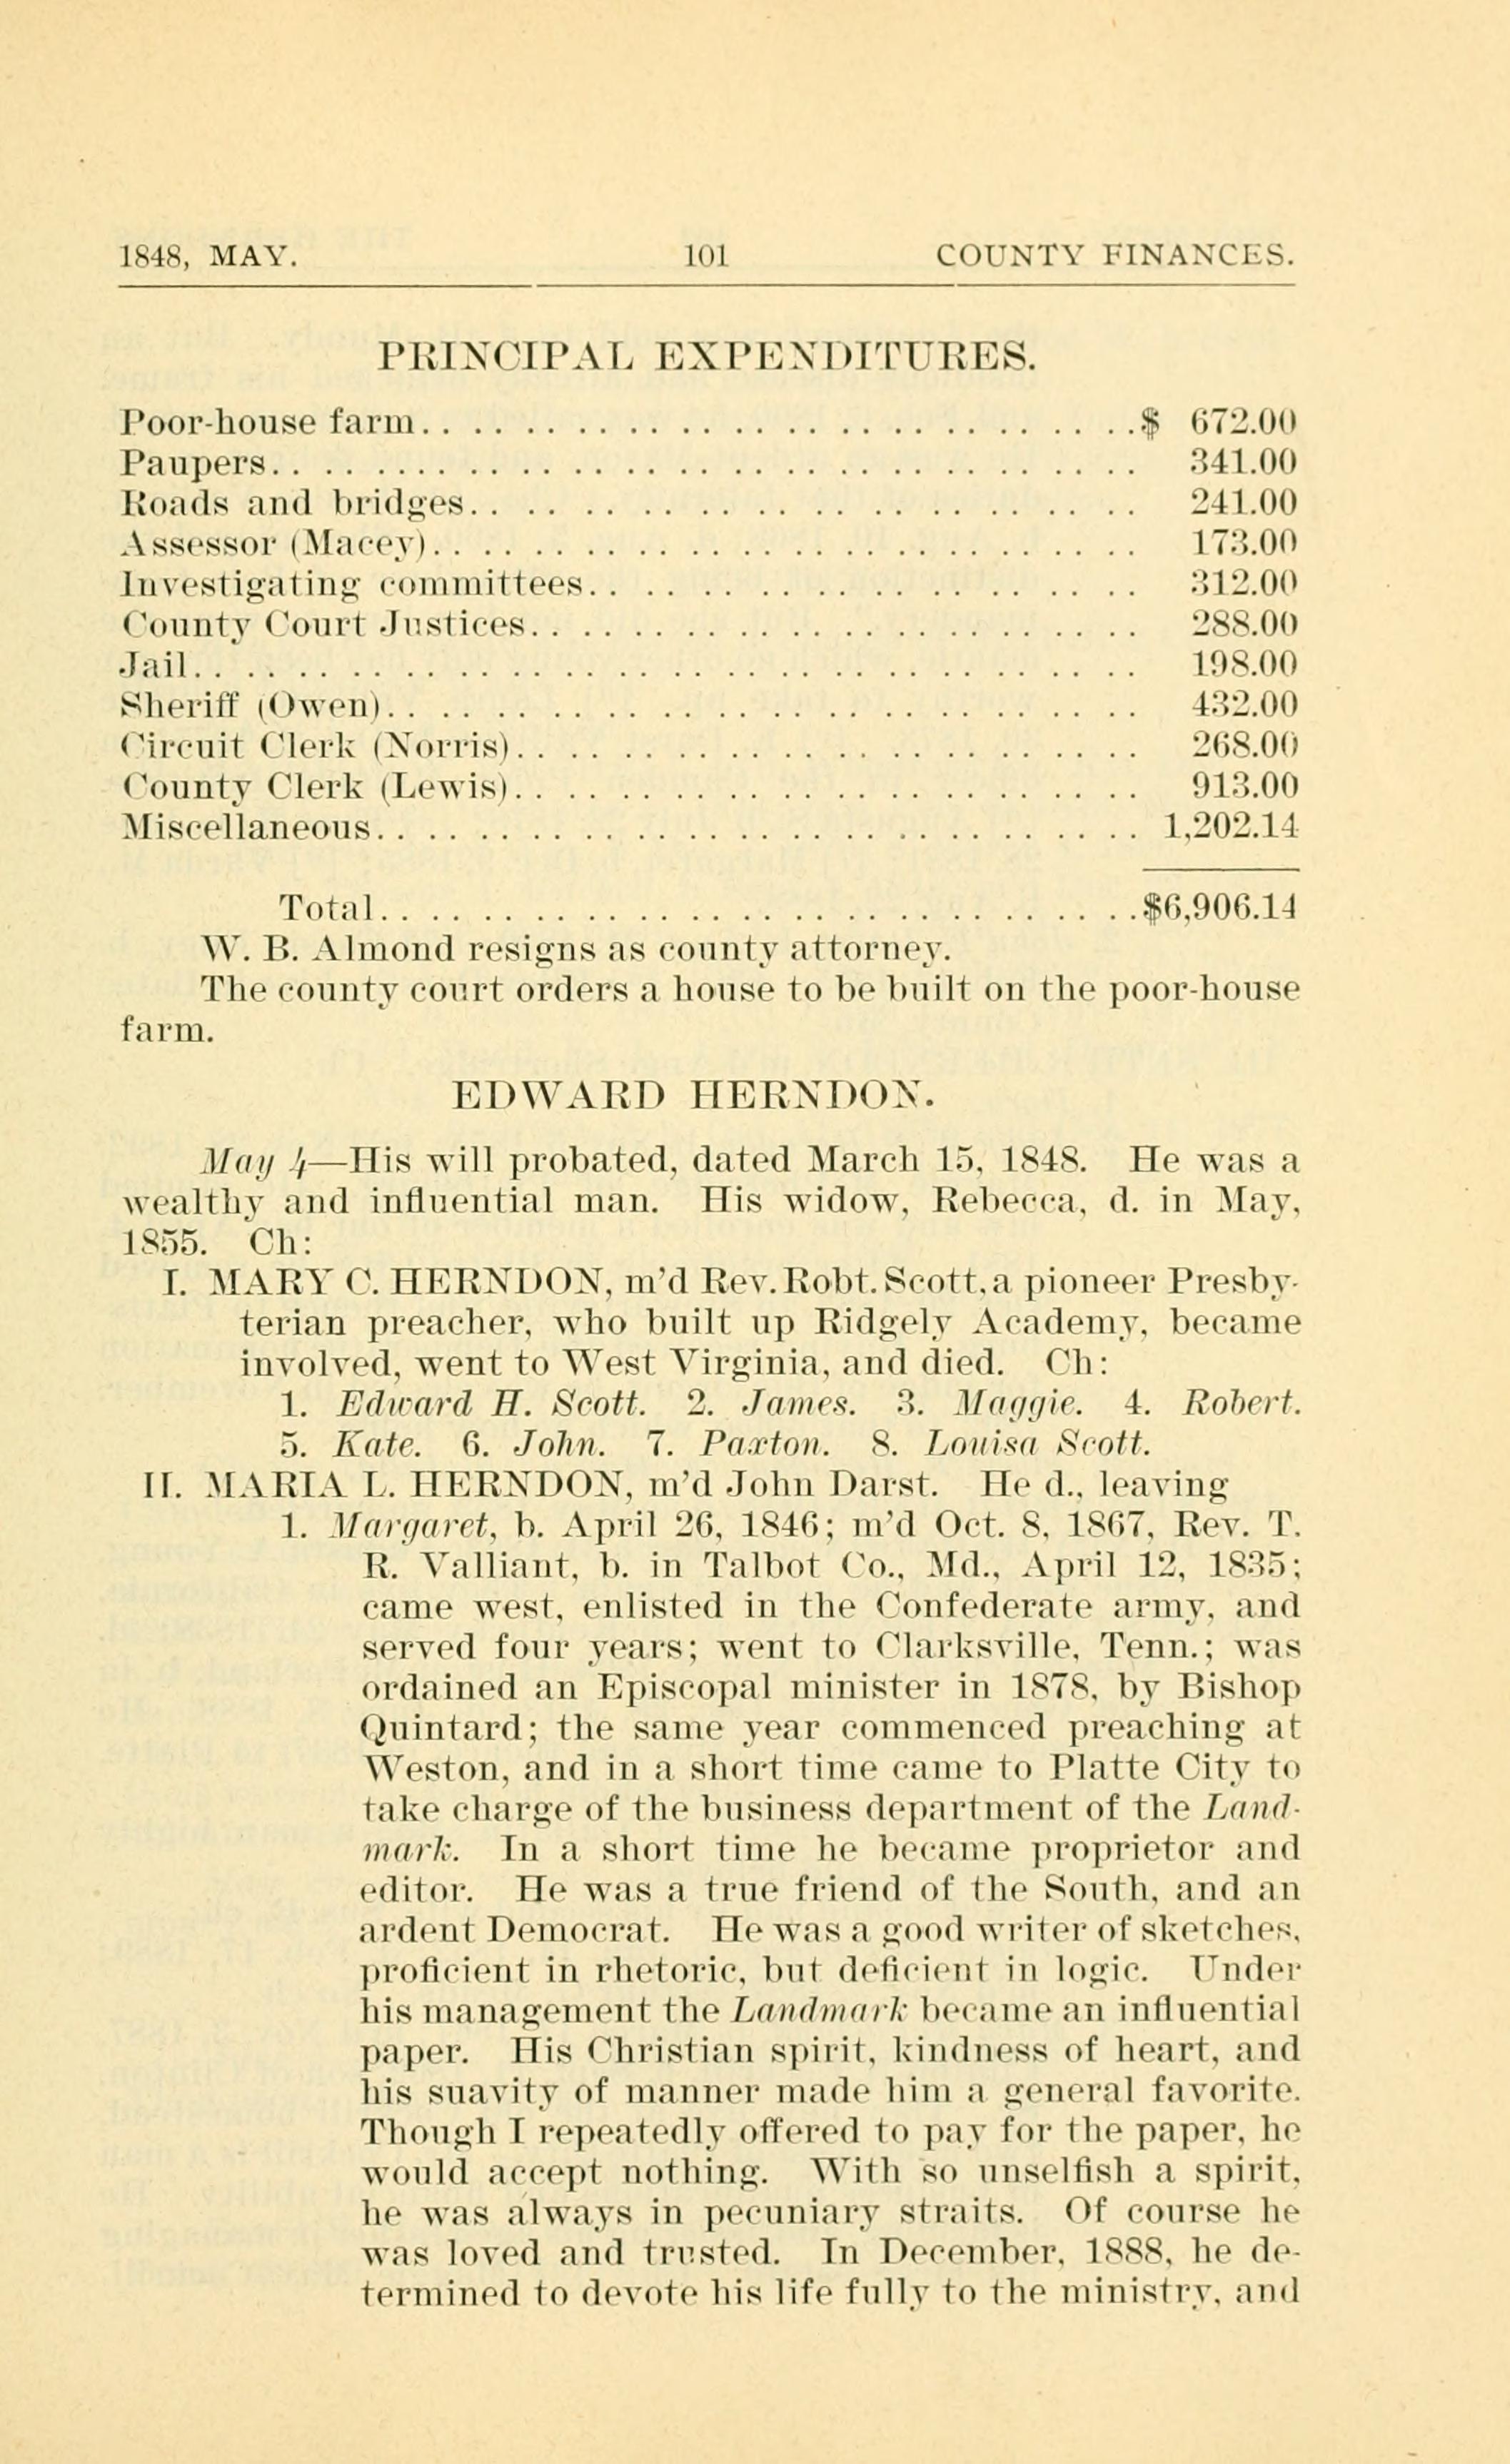 1848, MAY. 101 COUNTY FINANCES.
PRINCIPAL EXPENDITURES.
Poor-house farm. . . . . . . . . . . . . . . . . . . . . . . . . . . . $ 672.00
Paupers. . . . . . . . . . . . . . . . . . . . . . . . . . . . . . . . . . 341.00
Roads and bridges. . . . . . . . . . . . . . . . . . . . . . . . . . 241.00
Assessor (Macey). . . . . . . . . . . . . . . . . . . . . . . . . . . 173.00
Investigating committees. . . . . . . . . . . . . . . . . . . . . 312.00
County Court Justices. . . . . . . . . . . . . . . . . . . . . . . . 288.00
Jail. . . . . . . . . . . . . . . . . . . . . . . . . . . . . . . . . . . . . 198.00
Sheriff (Owen). . . . . . . . . . . . . . . . . . . . . . . . . . . . . 432.00
Circuit Clerk (Norris). . . . . . . . . . . . . . . . . . . . . . . . 268.00
County Clerk (Lewis). . . . . . . . . . . . . . . . . . . . . . . . 913.00
Miscellaneous. . . . . . . . . . . . . . . . . . . . . . . . . . . . . 1,202.14
Total. . . . . . . . . . . . . . . . . . . . . . . . . . . . . $6,906.14
W. B. Almond resigns as county attorney.
The county court orders a house to be built on the poor-house
farm.
EDWARD HERNDON.
May 4—His will probated, dated March 15, 1848. He was a
wealthy and influential man. His widow, Rebecca, d. in May,
1855. Ch:
I. MARY C. HERNDON, m'd Rev. Robt. Scott, a pioneer Presby-
terian preacher, who built up Ridgely Academy, became
involved, went to West Virginia, and died. Ch:
1. Edward H. Scott. 2. James. 3. Maggie. 4. Robert.
5. Kate. 6. John. 7. Paxton. 8. Louisa Scott.
II. MARIA L. HERNDON, m'd John Darst. He d., leaving
1. Margaret, b. April 26, 1846; m'd Oct. 8, 1867, Rev. T.
R. Valliant, b. in Talbot Co., Md., April 12, 1835;
came west, enlisted in the Confederate army, and
served four years; went to Clarksville, Tenn.; was
ordained an Episcopal minister in 1878, by Bishop
Quintard; the same year commenced preaching at
Weston, and in a short time came to Platte City to
take charge of the business department of the Land-
mark. In a short time he became proprietor and
editor. He was a true friend of the South, and an
ardent Democrat. He was a good writer of sketches,
proficient in rhetoric, but deficient in logic. Under
his management the Landmark became an influential
paper. His Christian spirit, kindness of heart, and
his suavity of manner made him a general favorite.
Though I repeatedly offered to pay for the paper, he
would accept nothing. With so unselfish a spirit,
he was always in pecuniary straits. Of course he
was loved and trusted. In December, 1888, he de-
termined to devote his life fully to the ministry, and